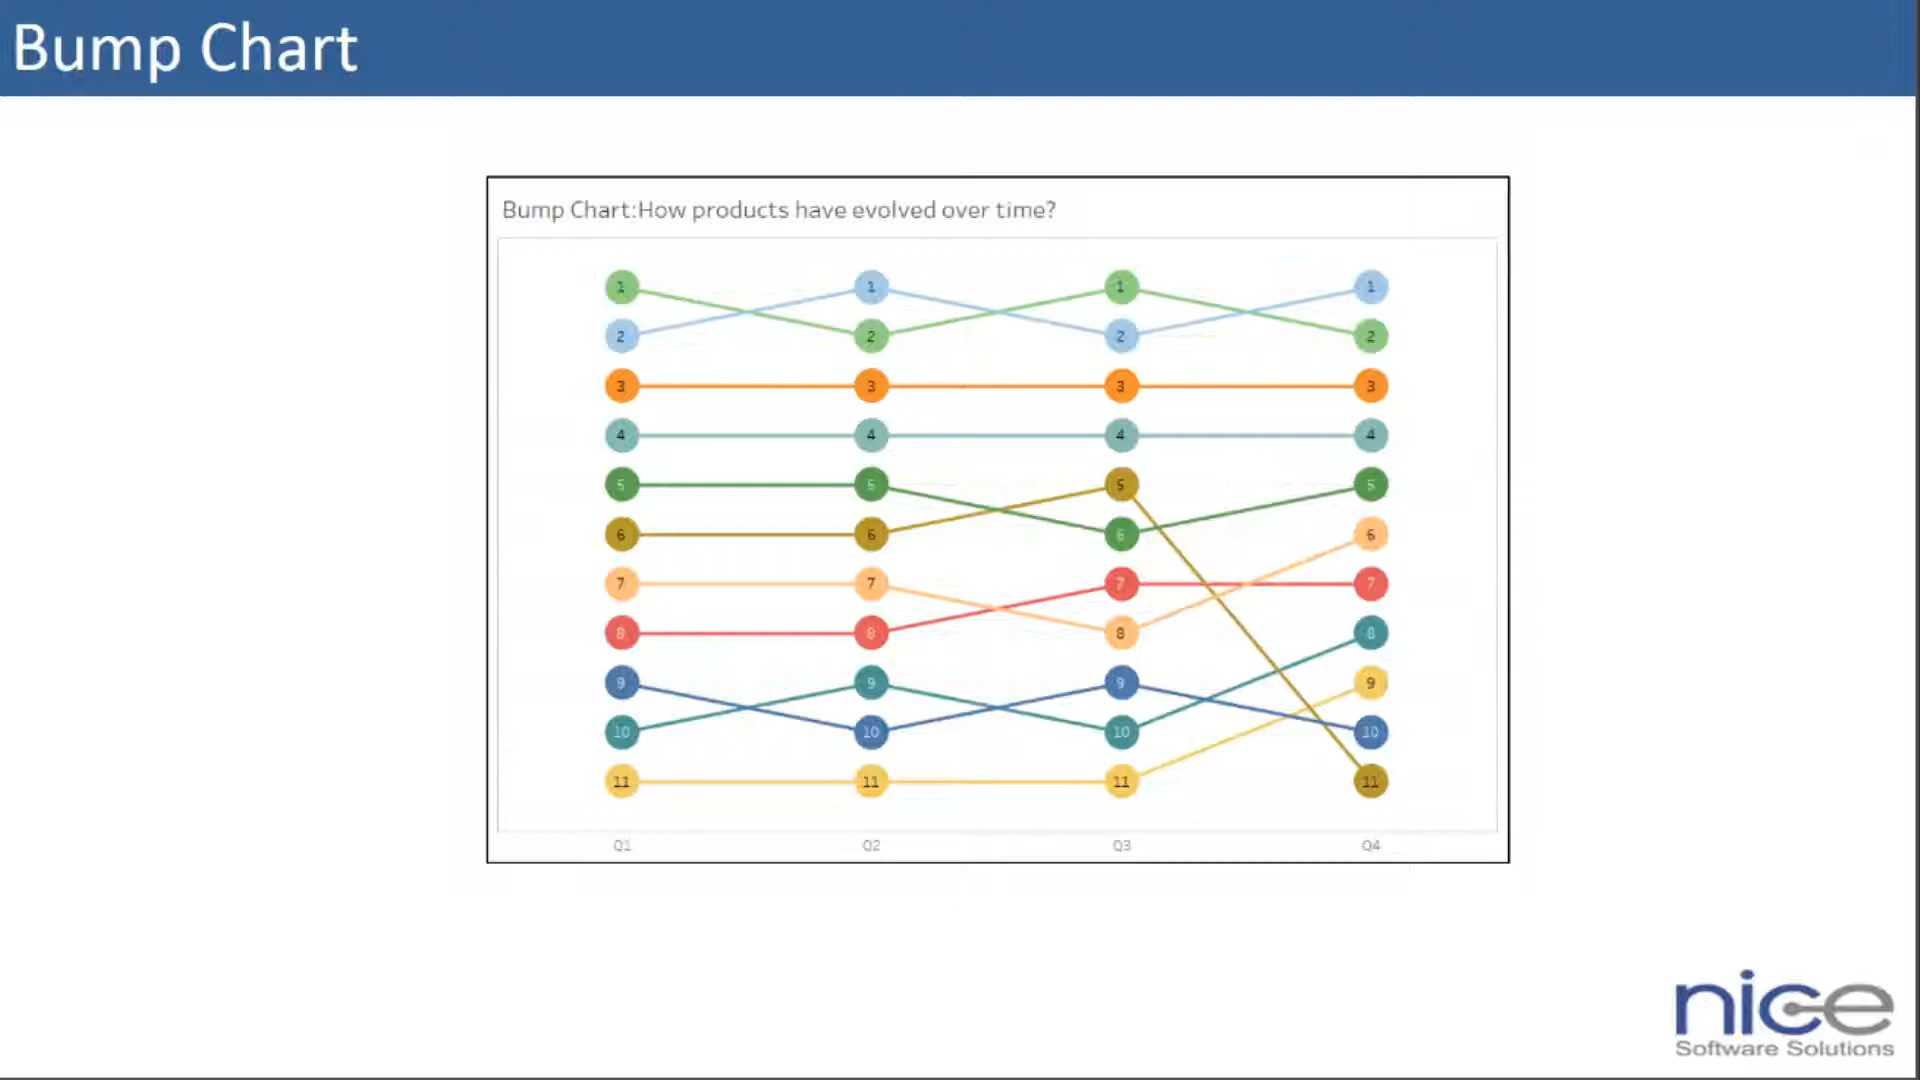 Bump Chart
Bump Chart:How products have evolved over time?
1 1 1 1
2 2 2 2
3 3 3 3
4 4 4 4
5 5 5 5
6 6 6 6
7 7 7 7
8 8 8 8
9 9 9 9
10 10 10 10
11 11 11 11
Q1 Q2 Q3 Q4
nice
Software Solutions